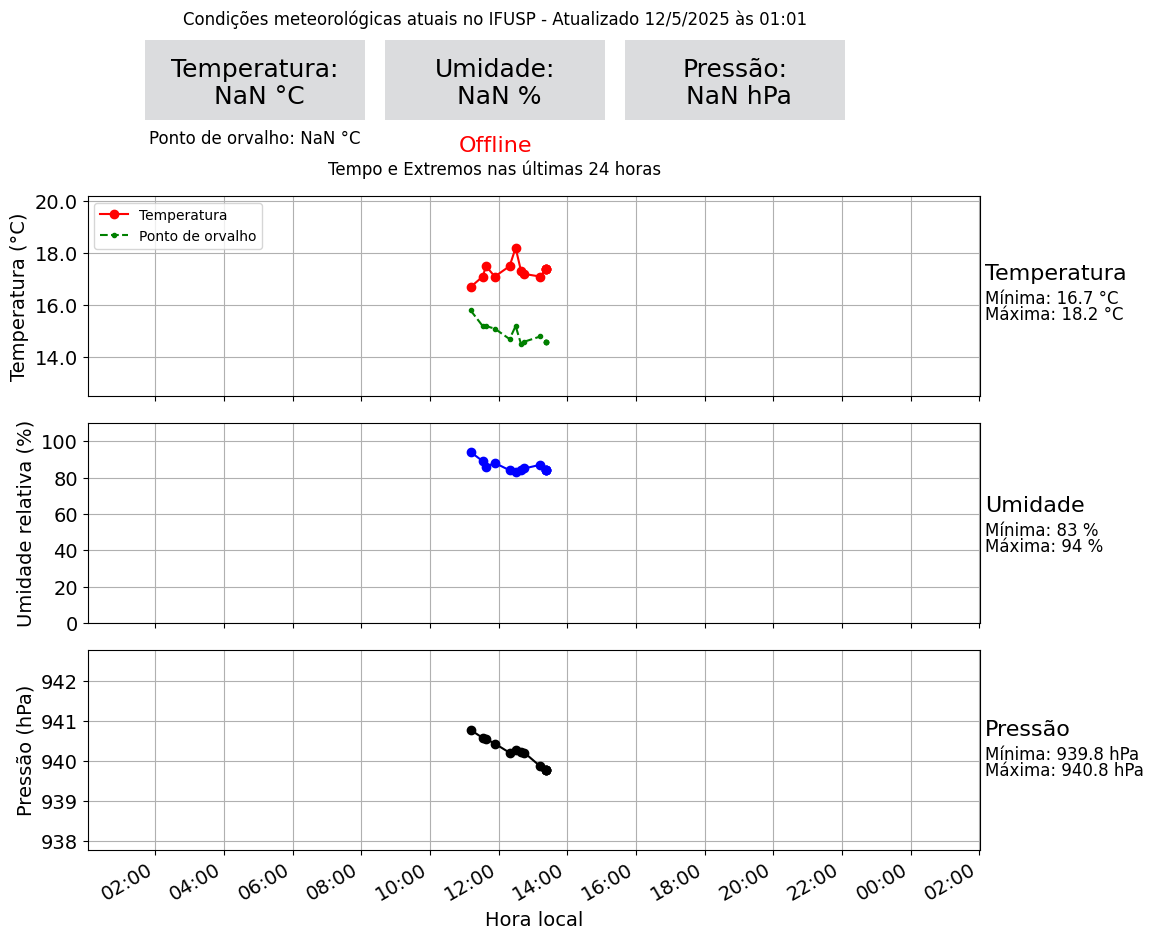 Condições meteorológicas atuais no IFUSP - Atualizado 12/5/2025 às 01:01
Temperatura:
NaN °C
Umidade:
NaN %
Pressão:
NaN hPa
Ponto de orvalho: NaN °C
Offline
Tempo e Extremos nas últimas 24 horas
Temperatura (°C)
20.0
18.0
16.0
14.0
Temperatura
Ponto de orvalho
Temperatura
Mínima: 16.7 °C
Máxima: 18.2 °C
Umidade relativa (%)
100
80
60
40
20
0
Umidade
Mínima: 83 %
Máxima: 94 %
Pressão (hPa)
942
941
940
939
938
Pressão
Mínima: 939.8 hPa
Máxima: 940.8 hPa
02:00
04:00
06:00
08:00
10:00
12:00
14:00
16:00
18:00
20:00
22:00
00:00
02:00
Hora local